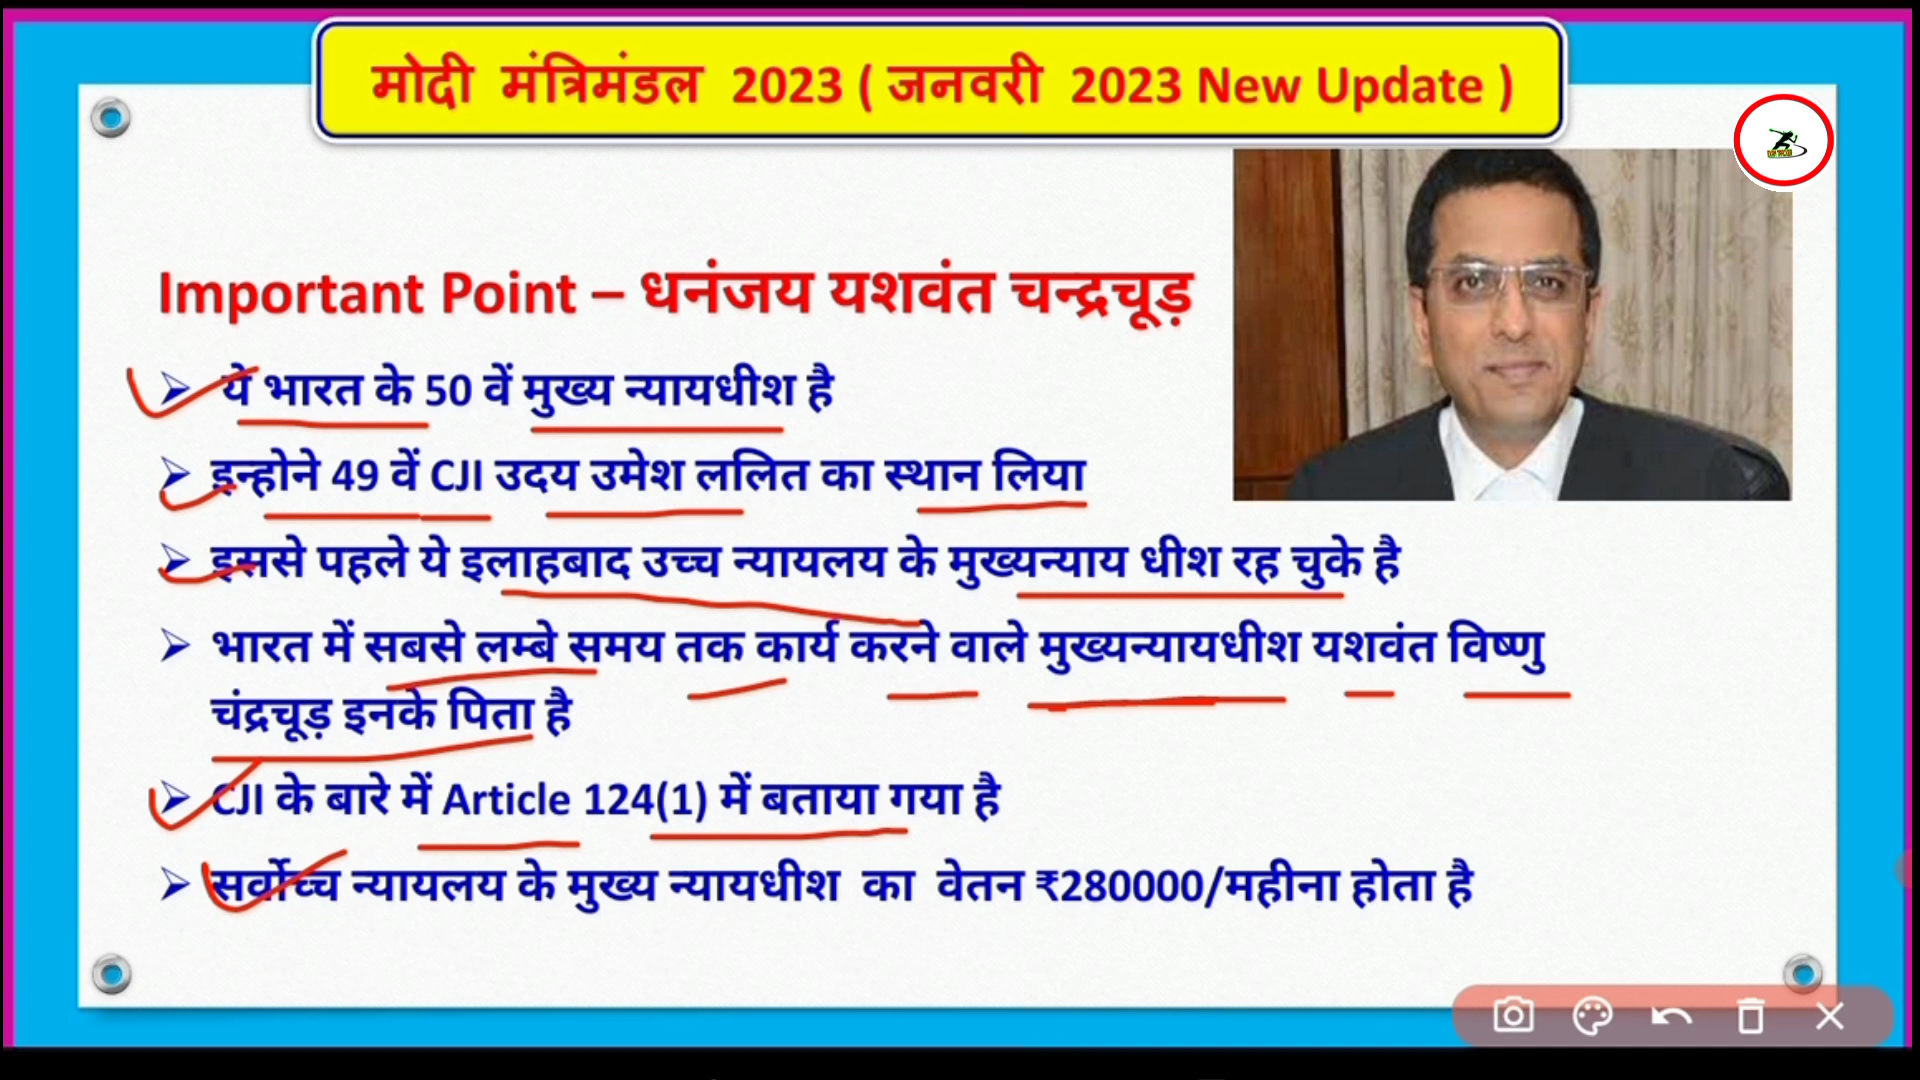 मोदी मंत्रिमंडल 2023 ( जनवरी 2023 New Update )
Important Point – धनंजय यशवंत चन्द्रचूड़
ये भारत के 50 वें मुख्य न्यायधीश है
इन्होने 49 वें CJI उदय उमेश ललित का स्थान लिया
इससे पहले ये इलाहबाद उच्च न्यायलय के मुख्यन्याय धीश रह चुके है
भारत में सबसे लम्बे समय तक कार्य करने वाले मुख्यन्यायधीश यशवंत विष्णु
चंद्रचूड़ इनके पिता है
CJI के बारे में Article 124(1) में बताया गया है
सर्वोच्च न्यायलय के मुख्य न्यायधीश का वेतन ₹280000/महीना होता है